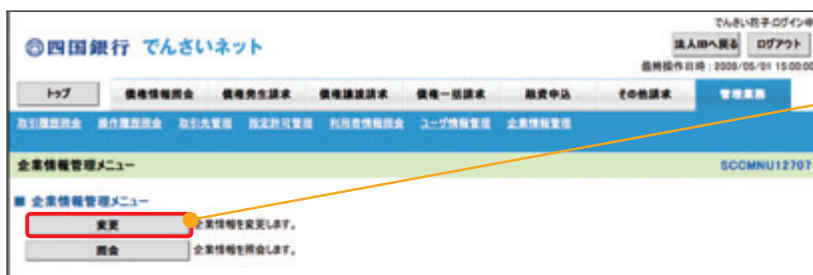 でんさい花子ログイン中
四国銀行 でんさいネット
法人IBへ戻る ログアウト
最終操作日時：2009/05/01 15:00:00
トップ 債権情報照会 債権発生請求 債権譲渡請求 債権一括請求 融資申込 その他請求 管理業務
取引履歴照会 操作履歴照会 取引先管理 指定許可管理 利用者情報照会 ユーザ情報管理 企業情報管理
企業情報管理メニュー SCCMNU12707
■ 企業情報管理メニュー
変更 企業情報を変更します。
照会 企業情報を照会します。